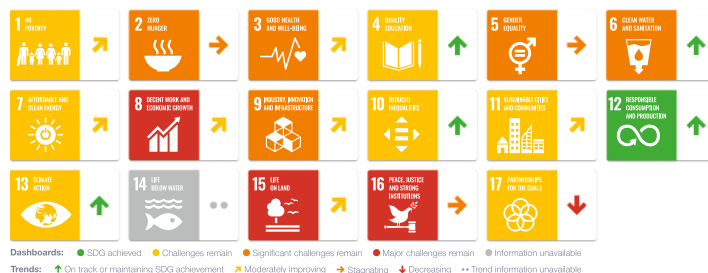 1 NO
POVERTY
2 ZERO
HUNGER
3 GOOD HEALTH
AND WELL-BEING
4 QUALITY
EDUCATION
5 GENDER
EQUALITY
6 CLEAN WATER
AND SANITATION
7 AFFORDABLE AND
CLEAN ENERGY
8 DECENT WORK AND
ECONOMIC GROWTH
9 INDUSTRY, INNOVATION
AND INFRASTRUCTURE
10 REDUCED
INEQUALITIES
11 SUSTAINABLE CITIES
AND COMMUNITIES
12 RESPONSIBLE
CONSUMPTION
AND PRODUCTION
13 CLIMATE
ACTION
14 LIFE
BELOW WATER
15 LIFE
ON LAND
16 PEACE, JUSTICE
AND STRONG
INSTITUTIONS
17 PARTNERSHIPS
FOR THE GOALS
Dashboards: SDG achieved Challenges remain Significant challenges remain Major challenges remain Information unavailable
Trends: On track or maintaining SDG achievement Moderately improving Stagnating Decreasing Trend information unavailable